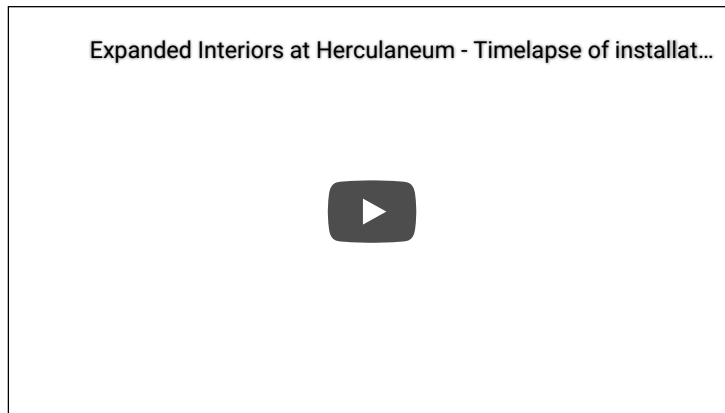 Expanded Interiors at Herculaneum - Timelapse of installat...